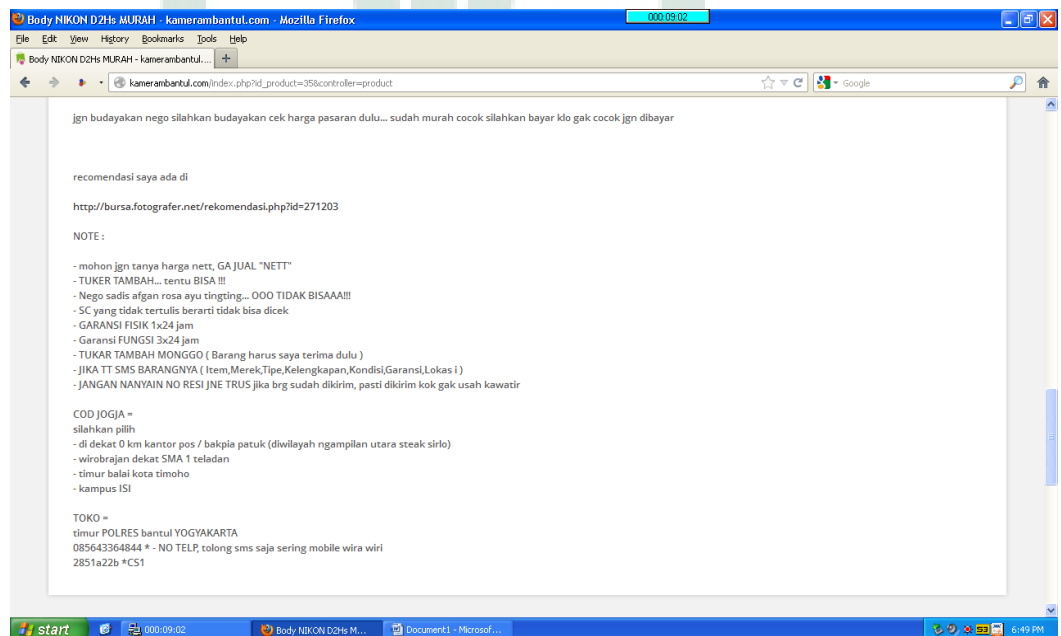 Body NIKON D2Hs MURAH - kamerambantul.com - Mozilla Firefox
000:09:02
File Edit View History Bookmarks Tools Help
Body NIKON D2Hs MURAH - kamerambantul....
kamerambantul.com/index.php?id_product=35&controller=product
Google
jgn budayakan nego silahkan budayakan cek harga pasaran dulu... sudah murah cocok silahkan bayar klo gak cocok jgn dibayar
recomendasi saya ada di
http://bursa.fotografer.net/rekomendasi.php?id=271203
NOTE :
- mohon jgn tanya harga nett, GA JUAL "NETT"
- TUKER TAMBAH... tentu BISA !!!
- Nego sadis afgan rosa ayu tingting... OOO TIDAK BISAAA!!!
- SC yang tidak tertulis berarti tidak bisa dicek
- GARANSI FISIK 1x24 jam
- Garansi FUNGSI 3x24 jam
- TUKAR TAMBAH MONGGO ( Barang harus saya terima dulu )
- JIKA TT SMS BARANGNYA ( Item,Merek,Tipe,Kelengkapan,Kondisi,Garansi,Lokas i )
- JANGAN NANYAIN NO RESI JNE TRUS jika brg sudah dikirim, pasti dikirim kok gak usah kawatir
COD JOGJA =
silahkan pilih
- di dekat 0 km kantor pos / bakpia patuk (diwilayah ngampilan utara steak sirlo)
- wirobrajan dekat SMA 1 teladan
- timur balai kota timoho
- kampus ISI
TOKO =
timur POLRES bantul YOGYAKARTA
085643364844 * - NO TELP, tolong sms saja sering mobile wira wiri
2851a22b *CS1
start
000:09:02
Body NIKON D2Hs M...
Document1 - Microsof...
53
6:49 PM